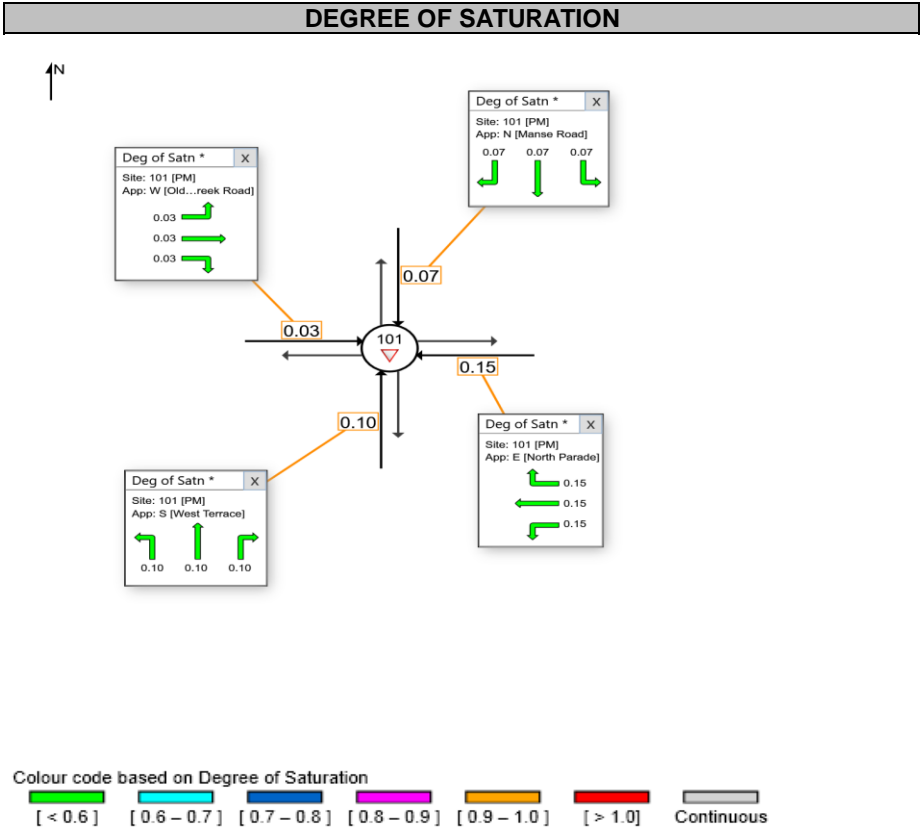 DEGREE OF SATURATION
N
Deg of Satn * X
Site: 101 [PM]
App: N [Manse Road]
0.07 0.07 0.07
Deg of Satn * X
Site: 101 [PM]
App: W [Old...reek Road]
0.03
0.03
0.03
0.07
0.03
101
0.15
0.10
Deg of Satn * X
Site: 101 [PM]
App: E [North Parade]
0.15
0.15
0.15
Deg of Satn * X
Site: 101 [PM]
App: S [West Terrace]
0.10 0.10 0.10
Colour code based on Degree of Saturation
[ < 0.6 ] [ 0.6 – 0.7 ] [ 0.7 – 0.8 ] [ 0.8 – 0.9 ] [ 0.9 – 1.0 ] [ > 1.0] Continuous